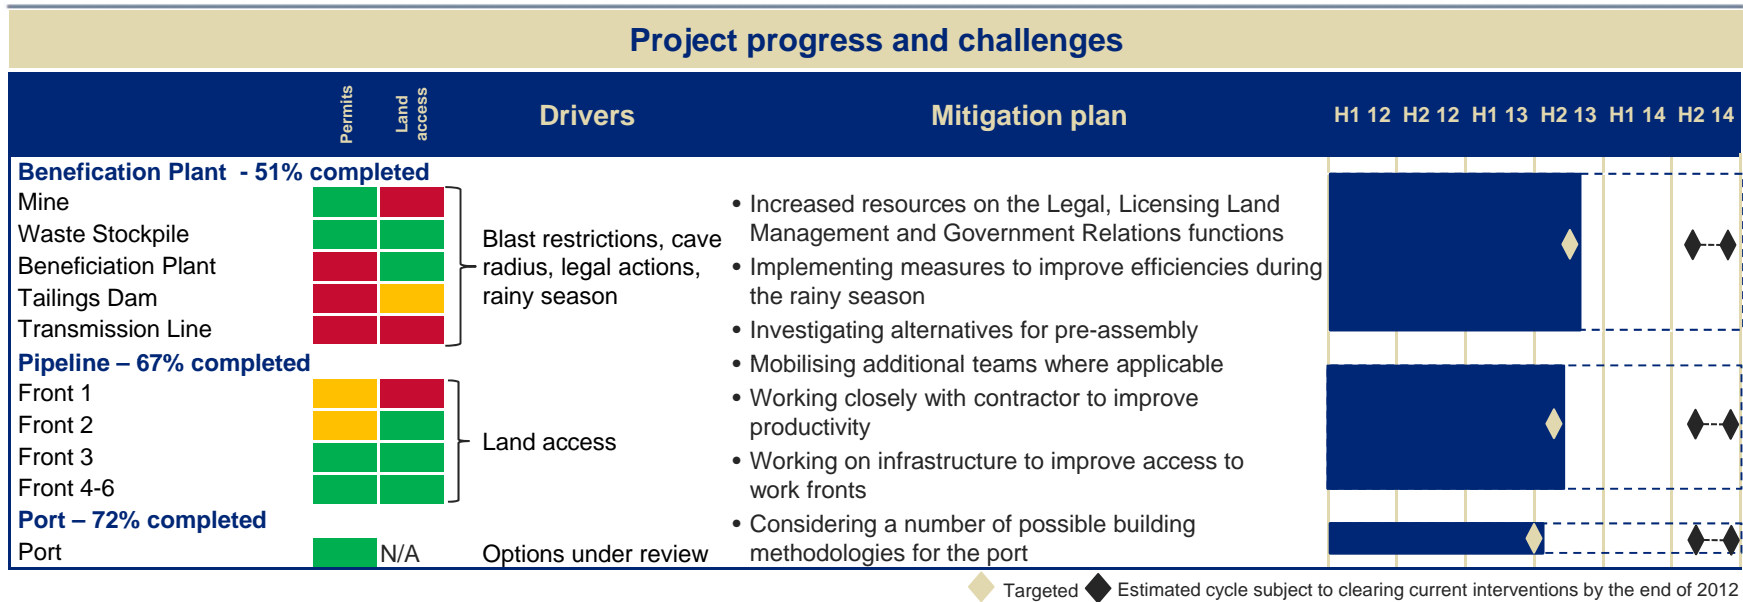 Project progress and challenges
Permits
Land
access
Drivers
Mitigation plan
H1 12 H2 12 H1 13 H2 13 H1 14 H2 14
Benefication Plant - 51% completed
Mine
Waste Stockpile
Beneficiation Plant
Tailings Dam
Transmission Line
Blast restrictions, cave
radius, legal actions,
rainy season
Pipeline – 67% completed
Front 1
Front 2
Front 3
Front 4-6
Land access
Port – 72% completed
Port
N/A
Options under review
• Increased resources on the Legal, Licensing Land
Management and Government Relations functions
• Implementing measures to improve efficiencies during
the rainy season
• Investigating alternatives for pre-assembly
• Mobilising additional teams where applicable
• Working closely with contractor to improve
productivity
• Working on infrastructure to improve access to
work fronts
• Considering a number of possible building
methodologies for the port
Targeted
Estimated cycle subject to clearing current interventions by the end of 2012